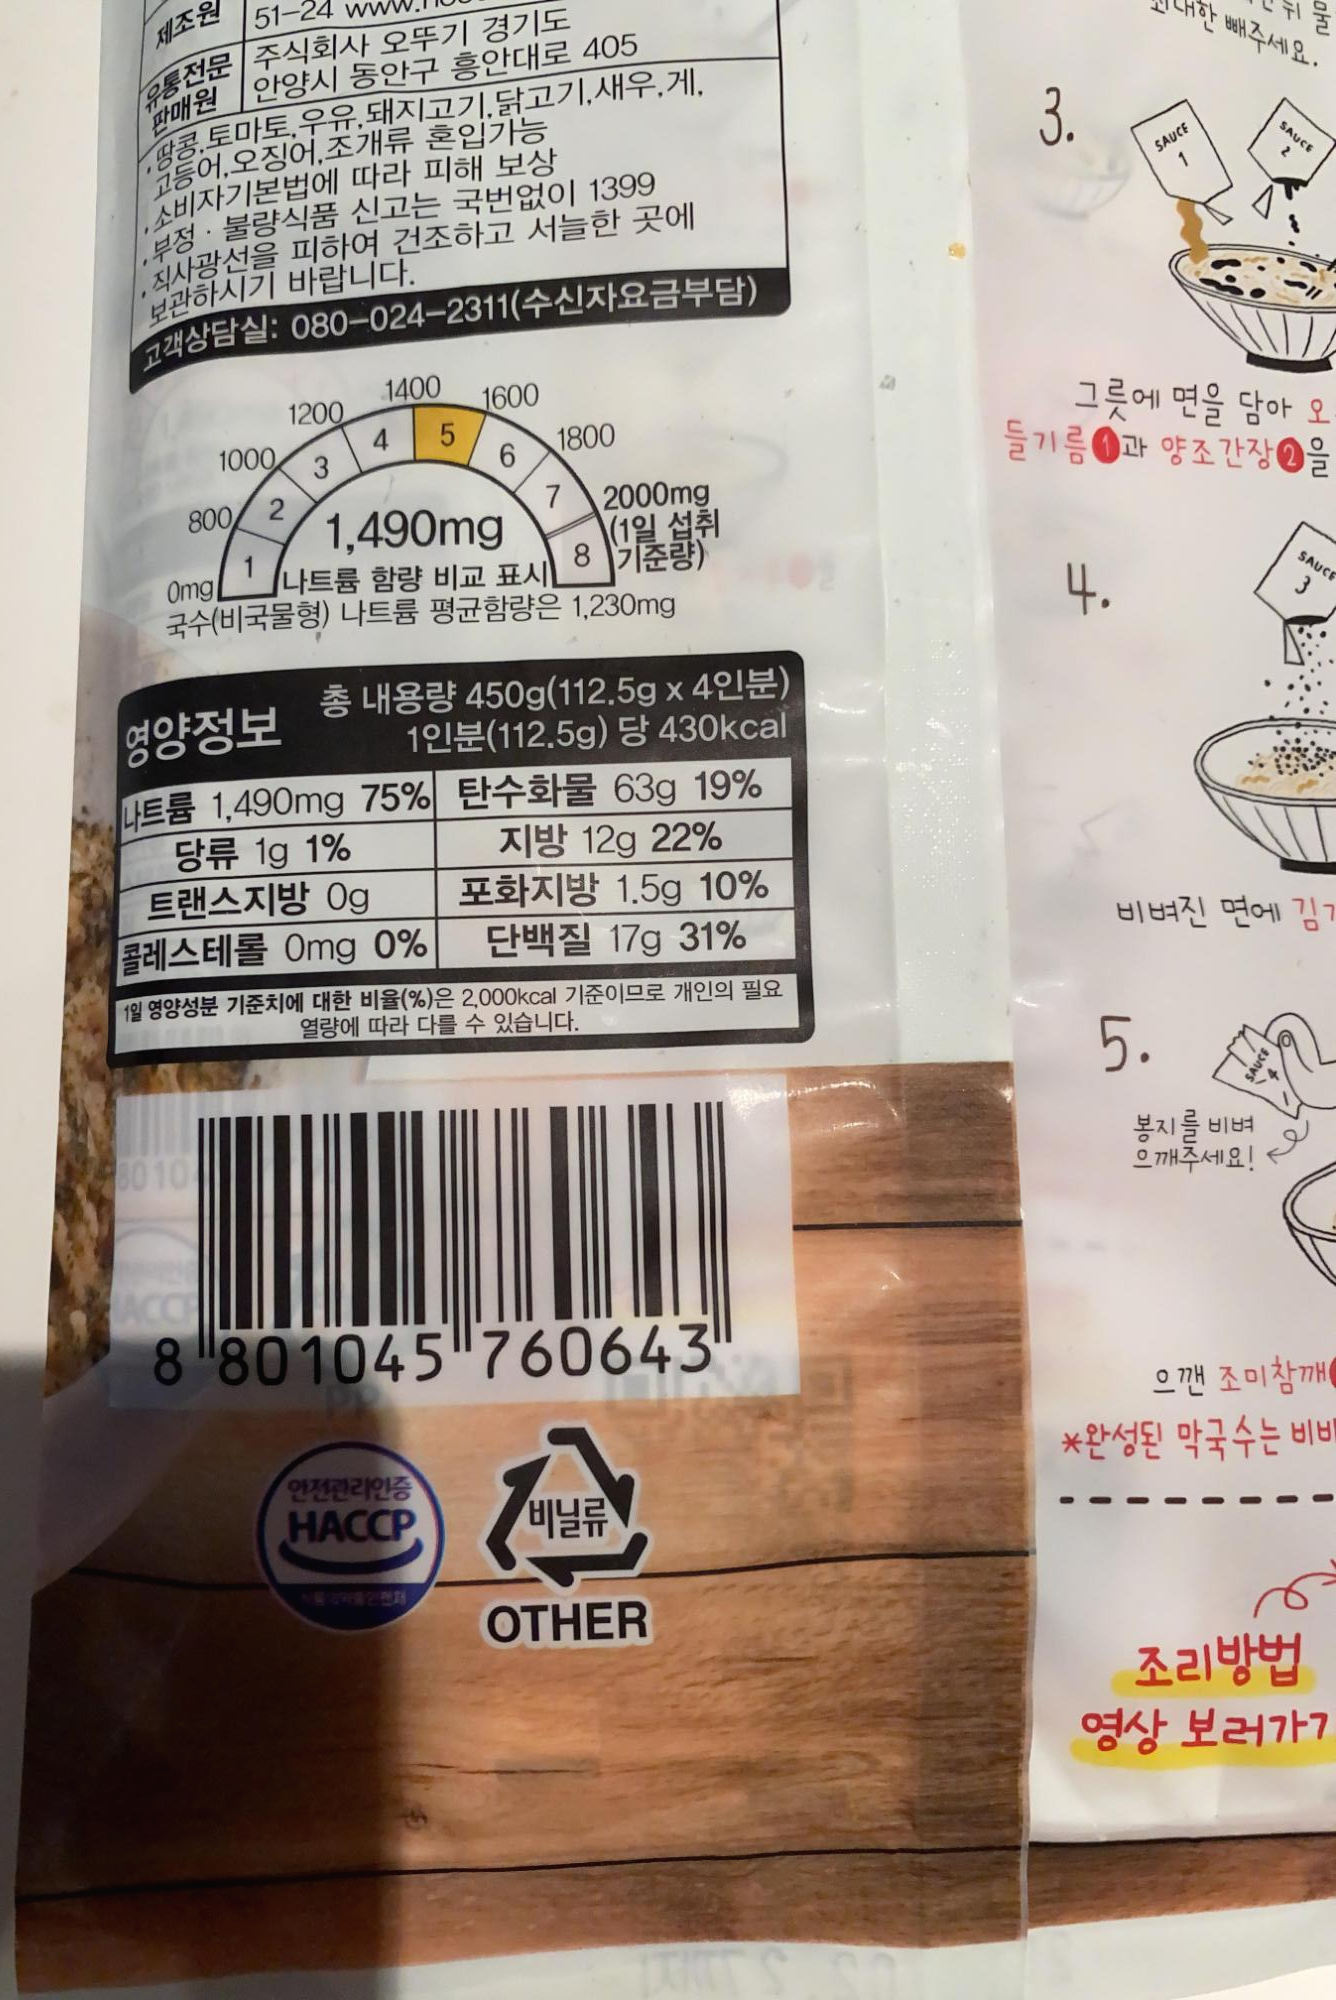 제조원
51-24
유통전문
판매원
주식회사 오뚜기 경기도
안양시 동안구 흥안대로 405
· 땅콩,토마토,우유,돼지고기,닭고기,새우,게,
고등어,오징어,조개류 혼입가능
· 소비자기본법에 따라 피해 보상
· 부정 · 불량식품 신고는 국번없이 1399
· 직사광선을 피하여 건조하고 서늘한 곳에
보관하시기 바랍니다.
고객상담실: 080-024-2311(수신자요금부담)
0mg 800 1000 1200 1400 1600 1800 2000mg
(1일 섭취
기준량)
1 2 3 4 5 6 7 8
1,490mg
나트륨 함량 비교 표시
국수(비국물형) 나트륨 평균함량은 1,230mg
영양정보
총 내용량 450g(112.5g x 4인분)
1인분(112.5g) 당 430kcal
나트륨 1,490mg 75% 탄수화물 63g 19%
당류 1g 1% 지방 12g 22%
트랜스지방 0g 포화지방 1.5g 10%
콜레스테롤 0mg 0% 단백질 17g 31%
1일 영양성분 기준치에 대한 비율(%)은 2,000kcal 기준이므로 개인의 필요
열량에 따라 다를 수 있습니다.
8 801045 760643
안전관리인증
HACCP
비닐류
OTHER
빼주세요.
3.
SAUCE
1
SAUCE
2
그릇에 면을 담아
들기름1과 양조간장2을
4.
SAUCE
3
비벼진 면에
5.
SAUCE
4
봉지를 비벼
으깨주세요!
으깬 조미참깨
*완성된 막국수는
조리방법
영상 보러가기